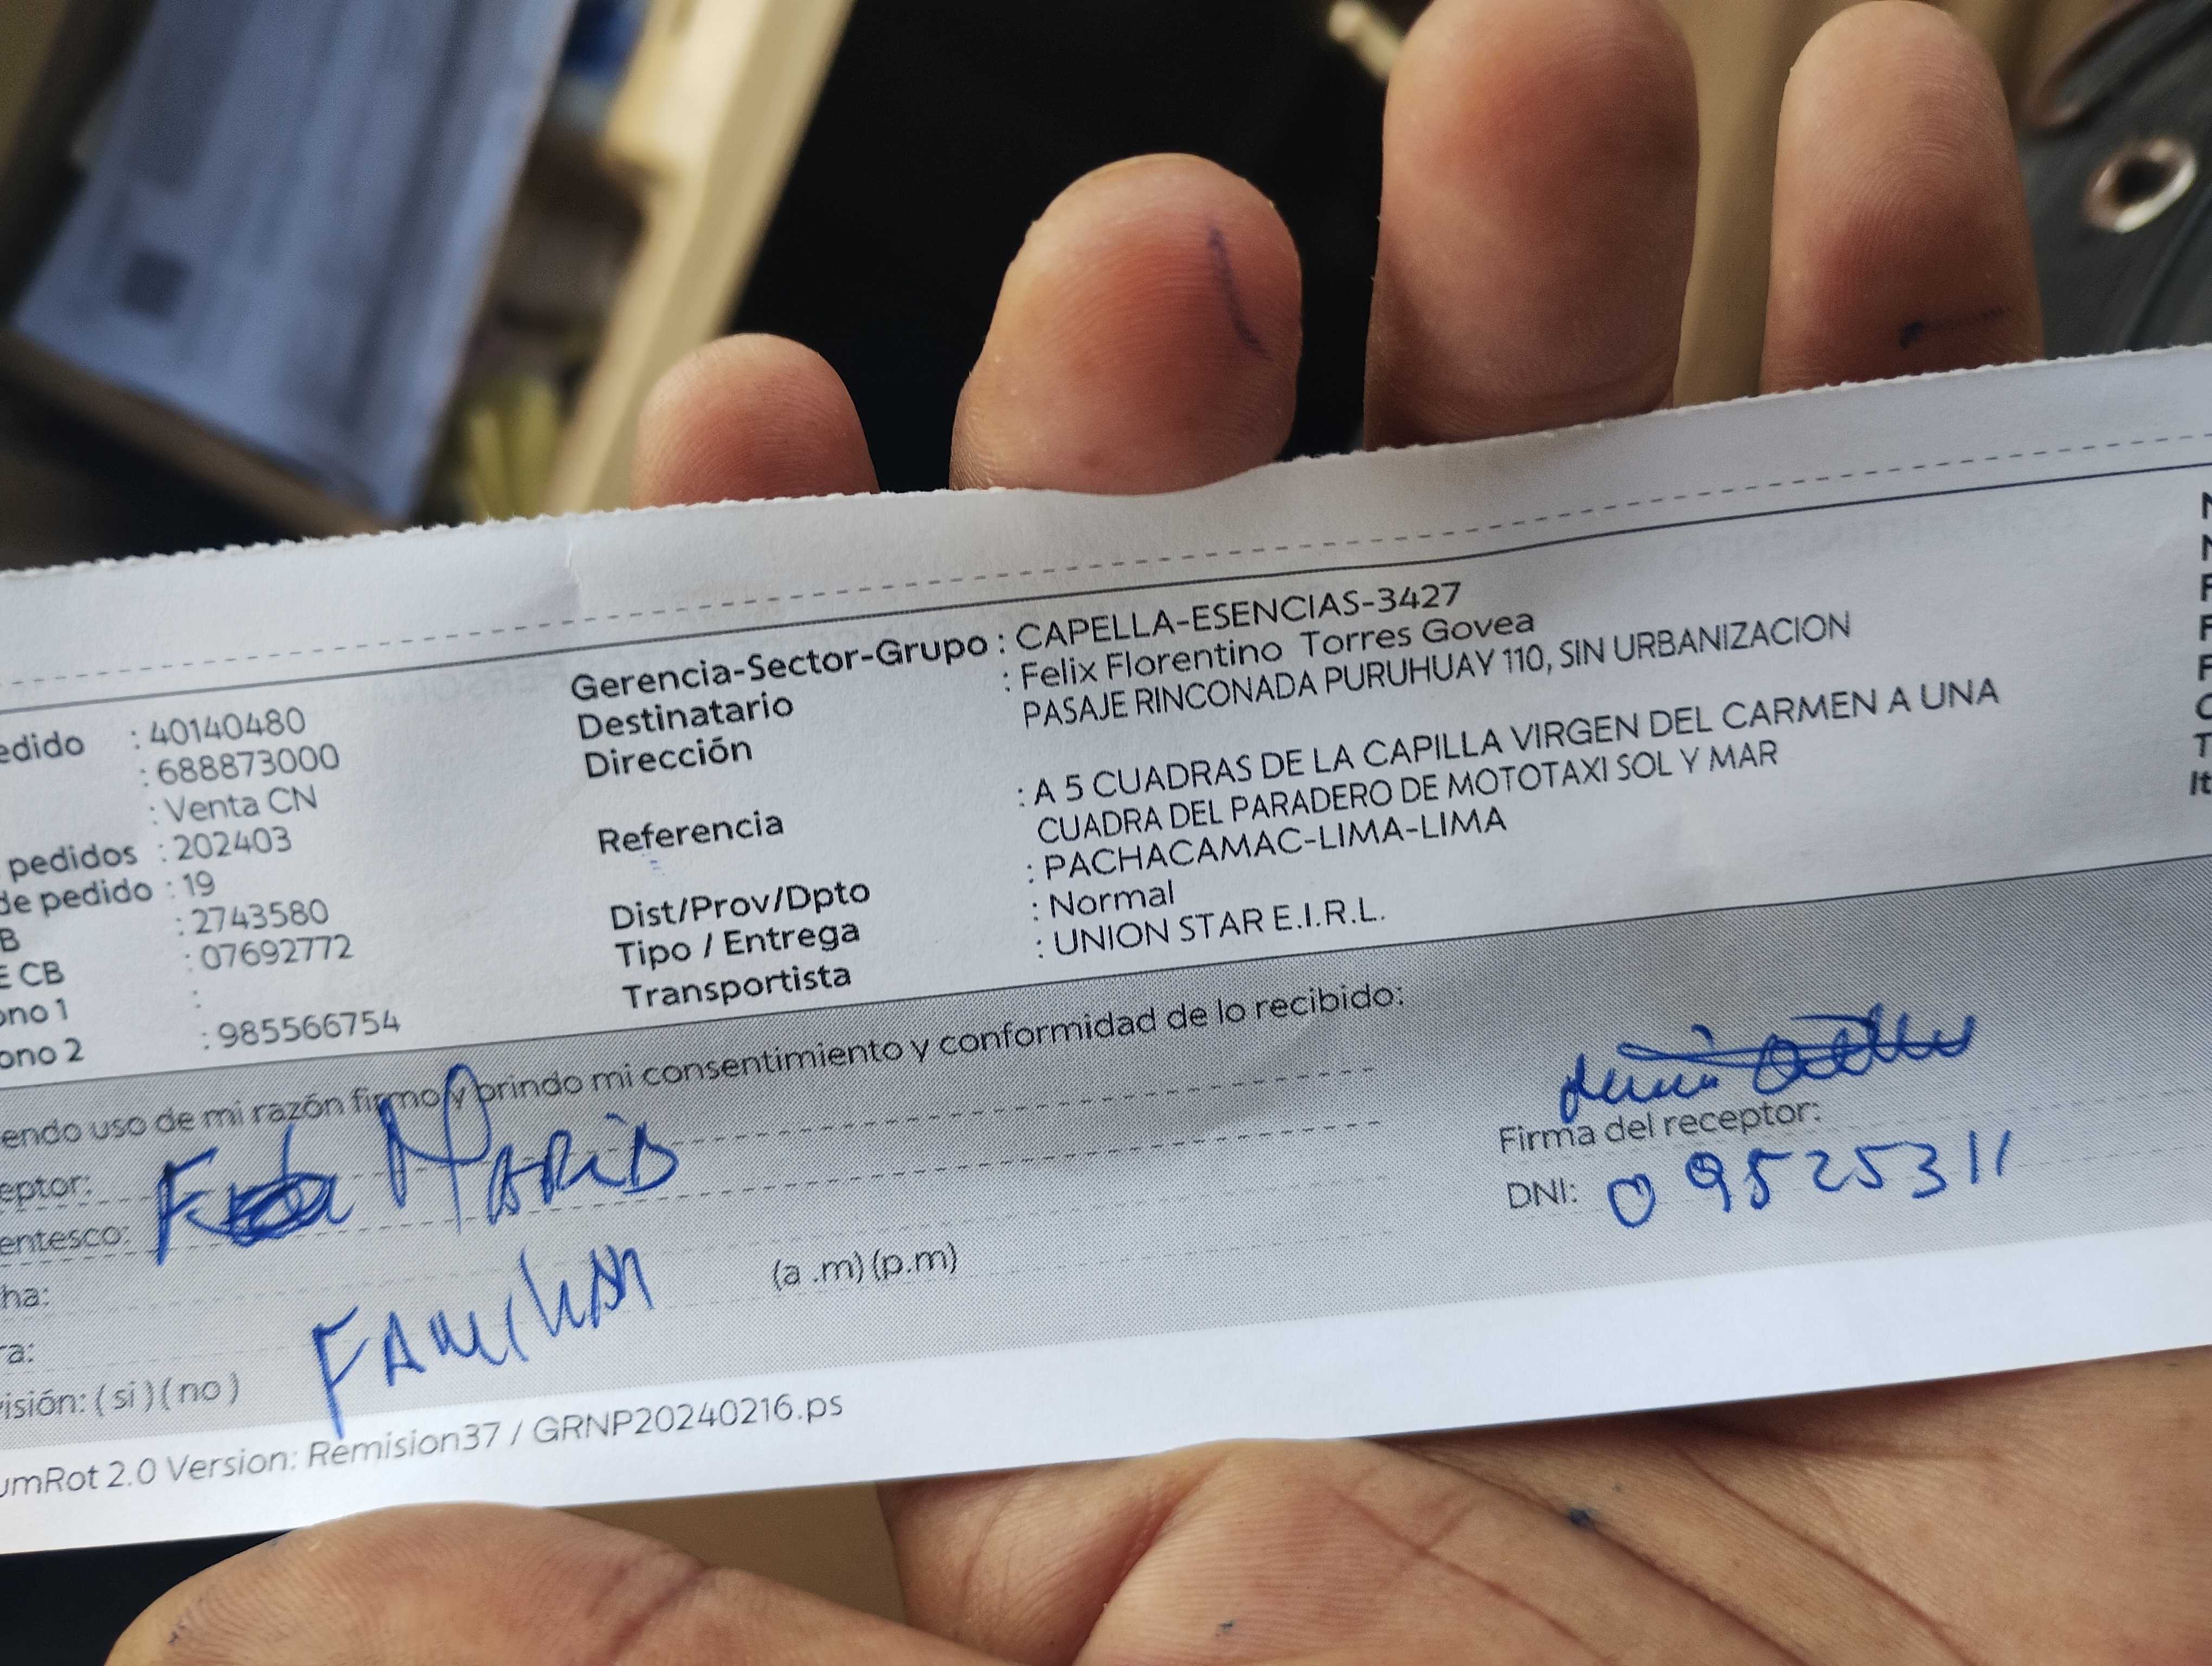 edido : 40140480
: 688873000
: Venta CN
pedidos : 202403
de pedido : 19
B : 2743580
E CB : 07692772
ono 1 :
ono 2 : 985566754
Gerencia-Sector-Grupo : CAPELLA-ESENCIAS-3427
Destinatario : Felix Florentino Torres Govea
Dirección PASAJE RINCONADA PURUHUAY 110, SIN URBANIZACION
Referencia : A 5 CUADRAS DE LA CAPILLA VIRGEN DEL CARMEN A UNA
CUADRA DEL PARADERO DE MOTOTAXI SOL Y MAR
Dist/Prov/Dpto : PACHACAMAC-LIMA-LIMA
Tipo / Entrega : Normal
Transportista : UNION STAR E.I.R.L.
N
N
F
F
F
C
T
It
endo uso de mi razón firmo y brindo mi consentimiento y conformidad de lo recibido:
eptor: MARIA
entesco:
ha:
FAMILIAR
ra: (a .m) (p.m)
isión: ( si ) ( no )
Firma del receptor:
DNI: 09525311
umRot 2.0 Version: Remision37 / GRNP20240216.ps